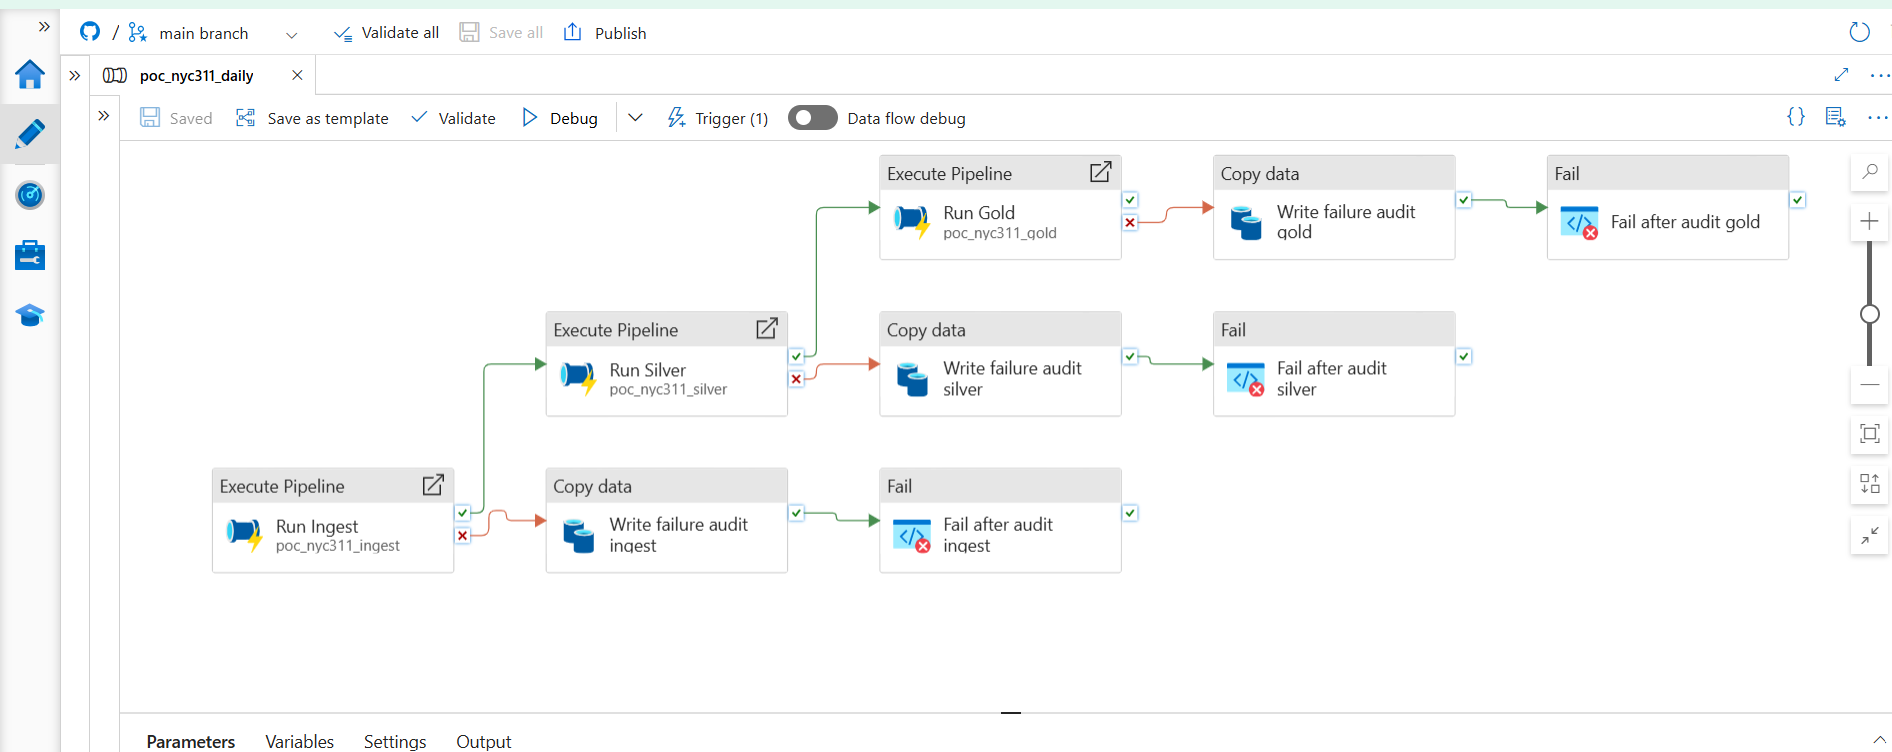 / main branch Validate all Save all Publish
poc_nyc311_daily
Saved Save as template Validate Debug Trigger (1) Data flow debug {}
Execute Pipeline
Run Gold
poc_nyc311_gold
Copy data
Write failure audit
gold
Fail
Fail after audit gold
Execute Pipeline
Run Silver
poc_nyc311_silver
Copy data
Write failure audit
silver
Fail
Fail after audit
silver
Execute Pipeline
Run Ingest
poc_nyc311_ingest
Copy data
Write failure audit
ingest
Fail
Fail after audit
ingest
Parameters Variables Settings Output